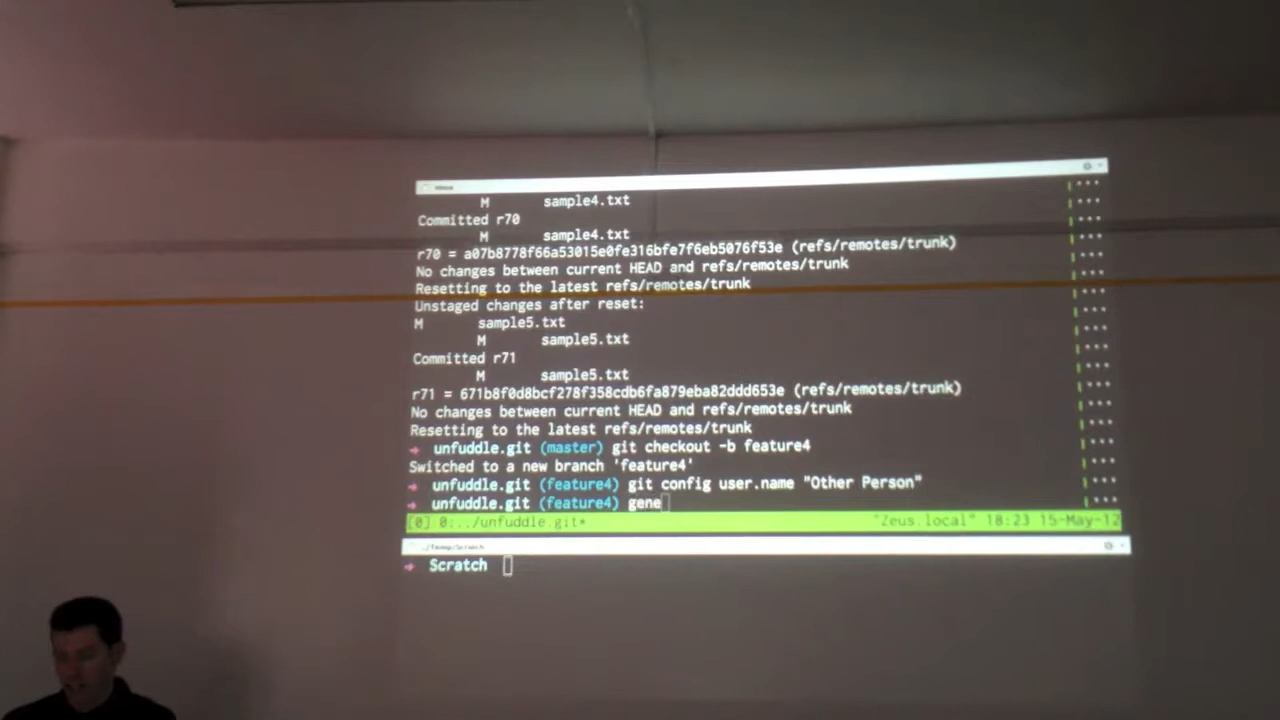 M sample4.txt
Committed r70
M sample4.txt
r70 = a07b8778f66a53015e0fe316bfe7f6eb5076f53e (refs/remotes/trunk)
No changes between current HEAD and refs/remotes/trunk
Resetting to the latest refs/remotes/trunk
Unstaged changes after reset:
M sample5.txt
M sample5.txt
Committed r71
M sample5.txt
r71 = 671b8f0d8bcf278f358cdb6fa879eba82ddd653e (refs/remotes/trunk)
No changes between current HEAD and refs/remotes/trunk
Resetting to the latest refs/remotes/trunk
→ unfuddle.git (master) git checkout -b feature4
Switched to a new branch 'feature4'
→ unfuddle.git (feature4) git config user.name "Other Person"
→ unfuddle.git (feature4) gene
[0] 0:../unfuddle.git* "Zeus.local" 18:23 15-May-12
→ Scratch